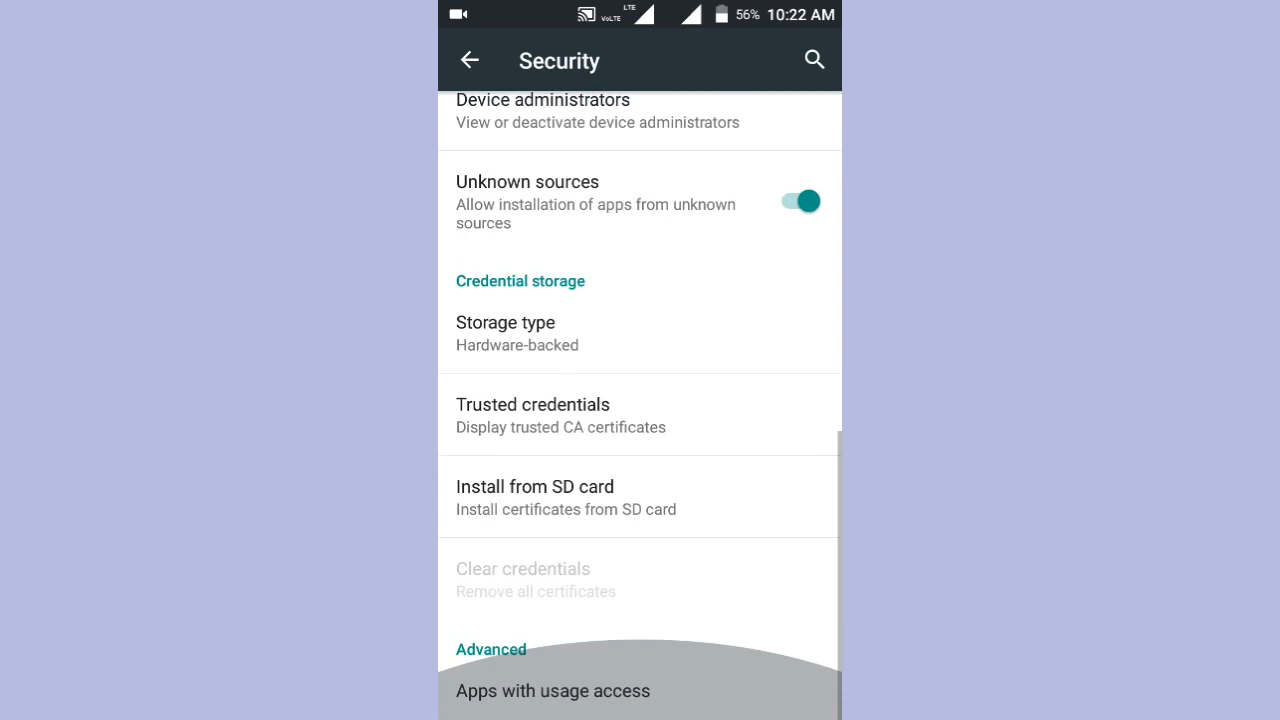 LTE
VoLTE
56% 10:22 AM
Security
Device administrators
View or deactivate device administrators
Unknown sources
Allow installation of apps from unknown
sources
Credential storage
Storage type
Hardware-backed
Trusted credentials
Display trusted CA certificates
Install from SD card
Install certificates from SD card
Clear credentials
Remove all certificates
Advanced
Apps with usage access